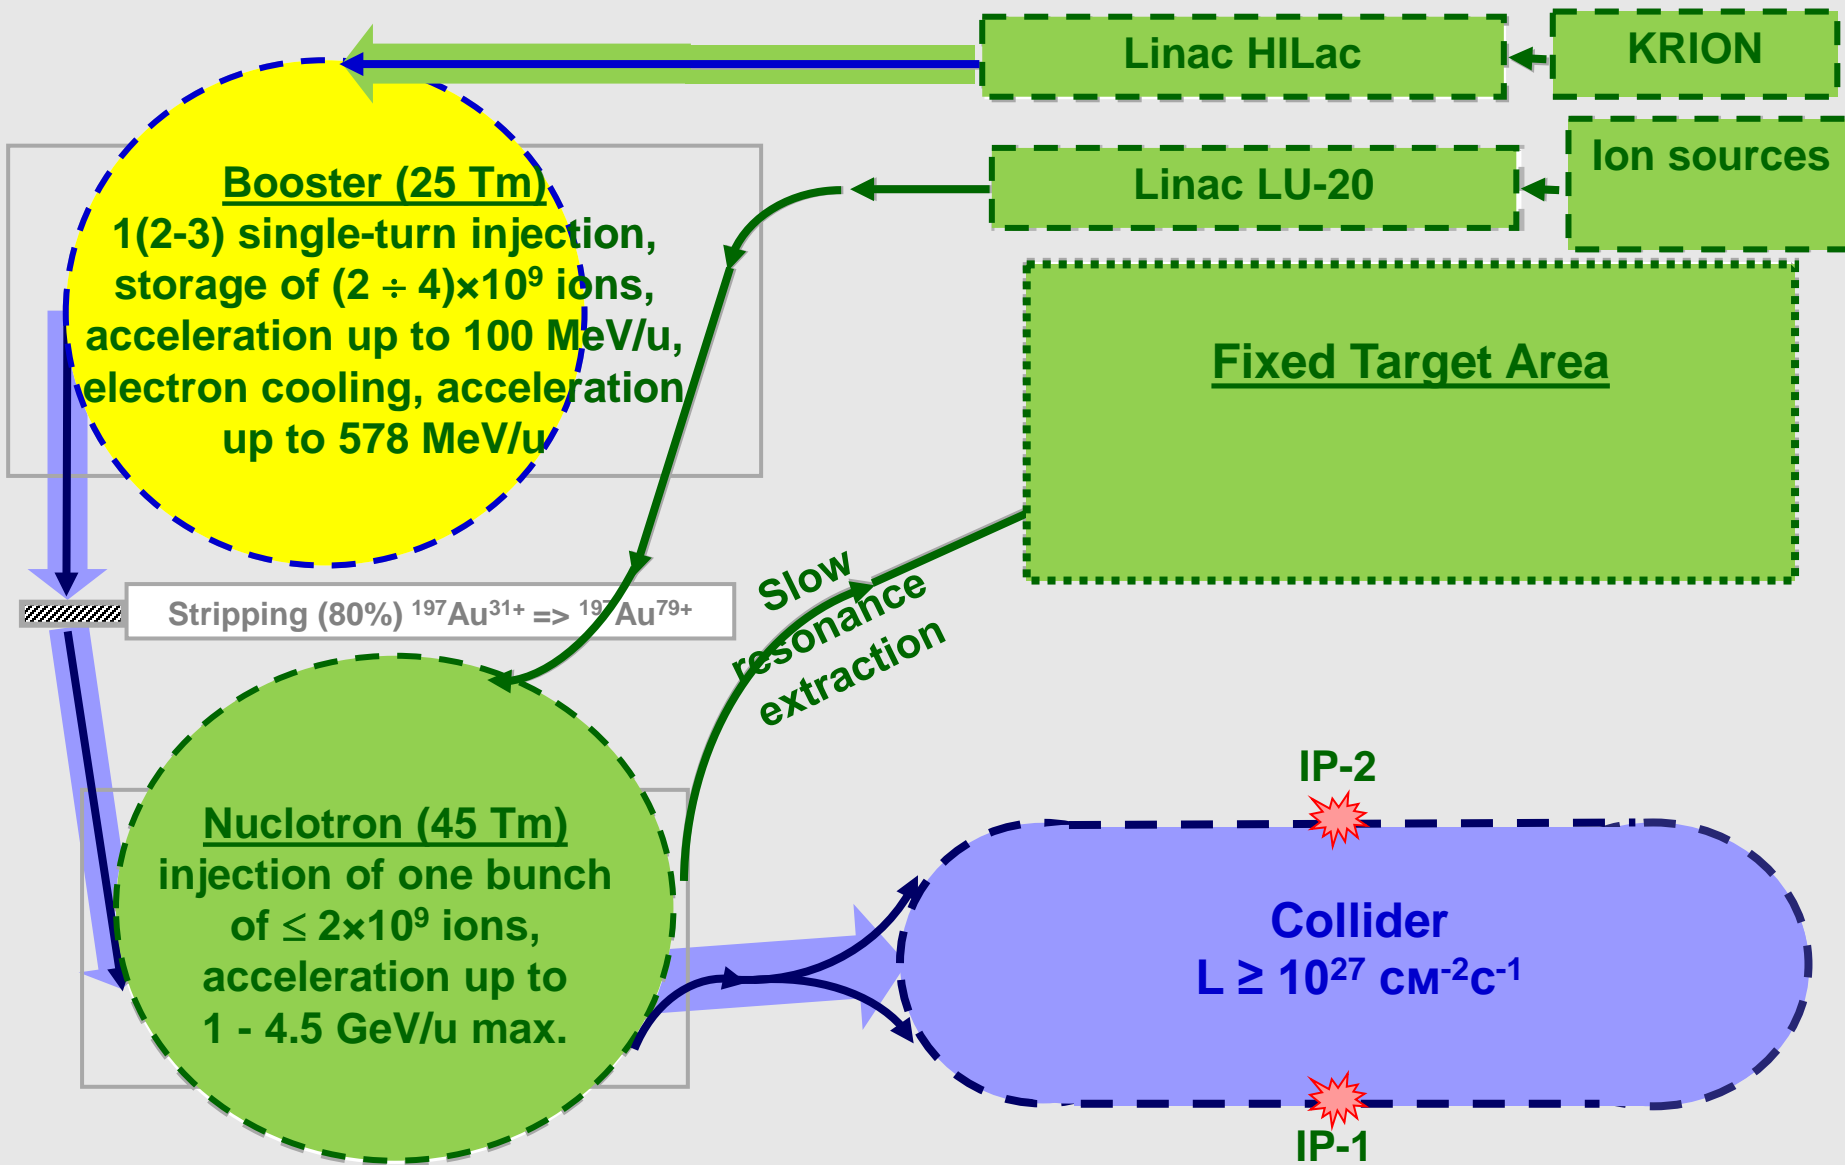 Linac HILac
KRION
Linac LU-20
Ion sources
Booster (25 Tm)
1(2-3) single-turn injection,
storage of (2 ÷ 4)×10⁹ ions,
acceleration up to 100 MeV/u,
electron cooling, acceleration
up to 578 MeV/u
Fixed Target Area
Stripping (80%) ¹⁹⁷Au³¹⁺ => ¹⁹⁷Au⁷⁹⁺
Slow
resonance
extraction
Nuclotron (45 Tm)
injection of one bunch
of ≤ 2×10⁹ ions,
acceleration up to
1 - 4.5 GeV/u max.
IP-2
Collider
L ≥ 10²⁷ см⁻²с⁻¹
IP-1